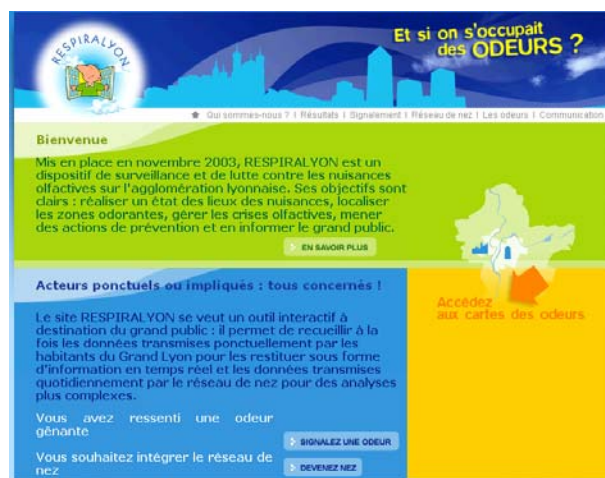 RESPIRALYON
Et si on s'occupait
des ODEURS ?
Qui sommes-nous ? I Résultats I Signalement I Réseau de nez I Les odeurs I Communication
Bienvenue
Mis en place en novembre 2003, RESPIRALYON est un
dispositif de surveillance et de lutte contre les nuisances
olfactives sur l'agglomération lyonnaise. Ses objectifs sont
clairs : réaliser un état des lieux des nuisances, localiser
les zones odorantes, gérer les crises olfactives, mener
des actions de prévention et en informer le grand public.
EN SAVOIR PLUS
Acteurs ponctuels ou impliqués : tous concernés !
Le site RESPIRALYON se veut un outil interactif à
destination du grand public : il permet de recueillir à la
fois les données transmises ponctuellement par les
habitants du Grand Lyon pour les restituer sous forme
d'information en temps réel et les données transmises
quotidiennement par le réseau de nez pour des analyses
plus complexes.
Vous avez ressenti une odeur
gênante
SIGNALEZ UNE ODEUR
Vous souhaitez intégrer le réseau de
nez
DEVENEZ NEZ
Accédez
aux cartes des odeurs